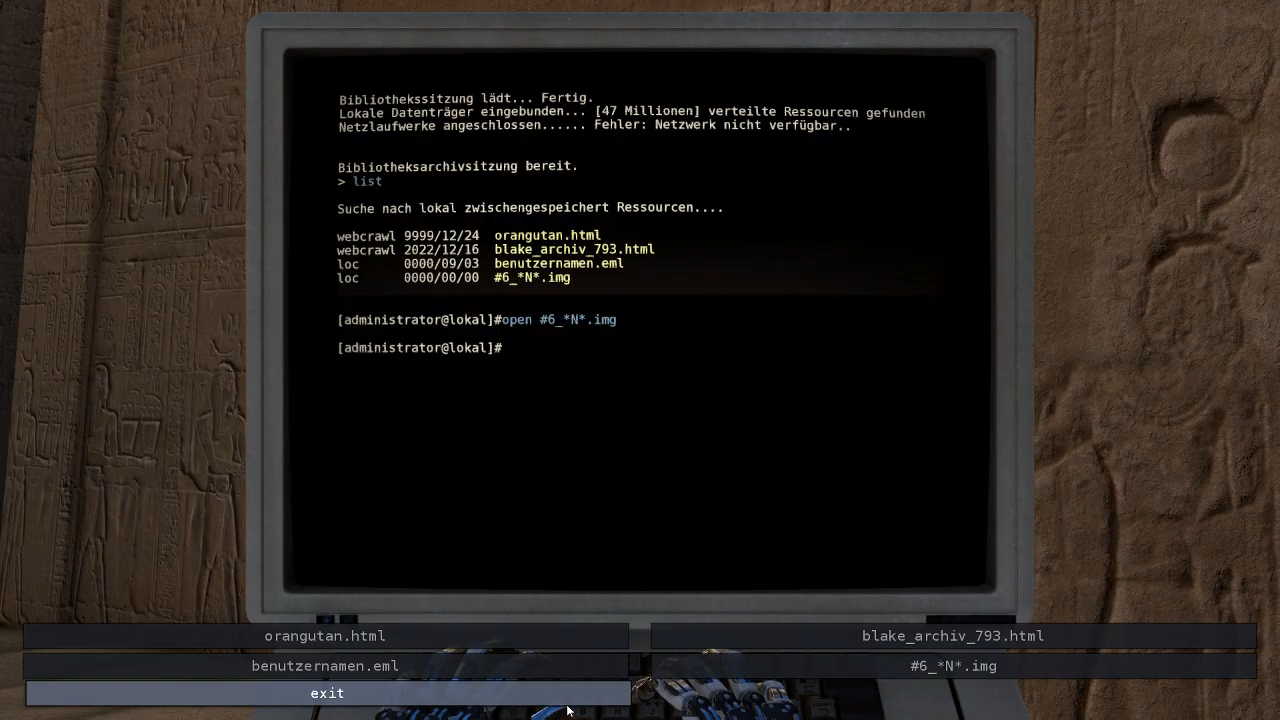 Bibliothekssitzung lädt... Fertig.
Lokale Datenträger eingebunden... [47 Millionen] verteilte Ressourcen gefunden
Netzlaufwerke angeschlossen...... Fehler: Netzwerk nicht verfügbar..
Bibliotheksarchivsitzung bereit.
> list
Suche nach lokal zwischengespeichert Ressourcen....
webcrawl 9999/12/24 orangutan.html
webcrawl 2022/12/16 blake_archiv_793.html
loc 0000/09/03 benutzernamen.eml
loc 0000/00/00 #6_*N*.img
[administrator@lokal]#open #6_*N*.img
[administrator@lokal]#
orangutan.html
blake_archiv_793.html
benutzernamen.eml
#6_*N*.img
exit